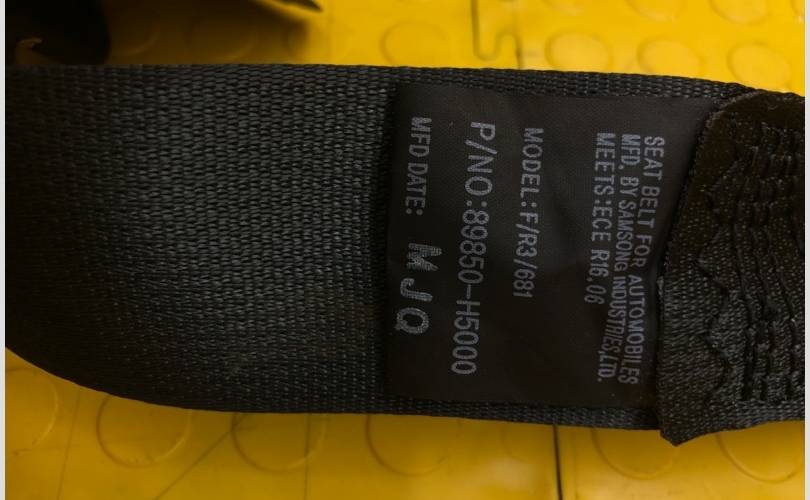 SEAT BELT FOR AUTOMOBILES
MFD. BY SAMSONG INDUSTRIES,LTD.
MEETS:ECE R16.06
MODEL:F/R3/681
P/NO:89850-H5000
MFD DATE: MJQ